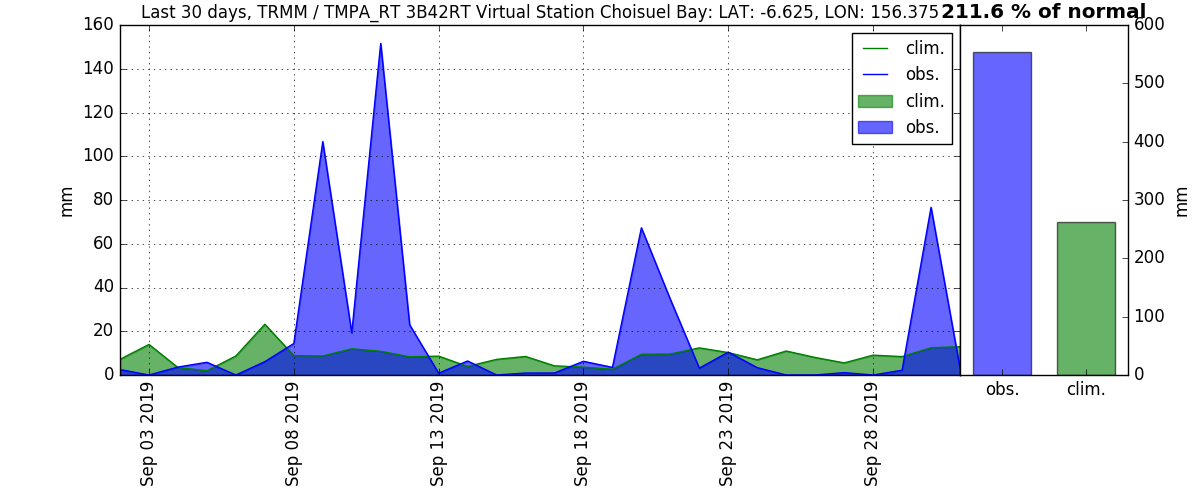 Last 30 days, TRMM / TMPA_RT 3B42RT Virtual Station Choisuel Bay: LAT: -6.625, LON: 156.375
211.6 % of normal
160
140
120
100
80
60
40
20
0
mm
clim.
obs.
clim.
obs.
Sep 03 2019
Sep 08 2019
Sep 13 2019
Sep 18 2019
Sep 23 2019
Sep 28 2019
600
500
400
300
200
100
0
mm
obs.
clim.